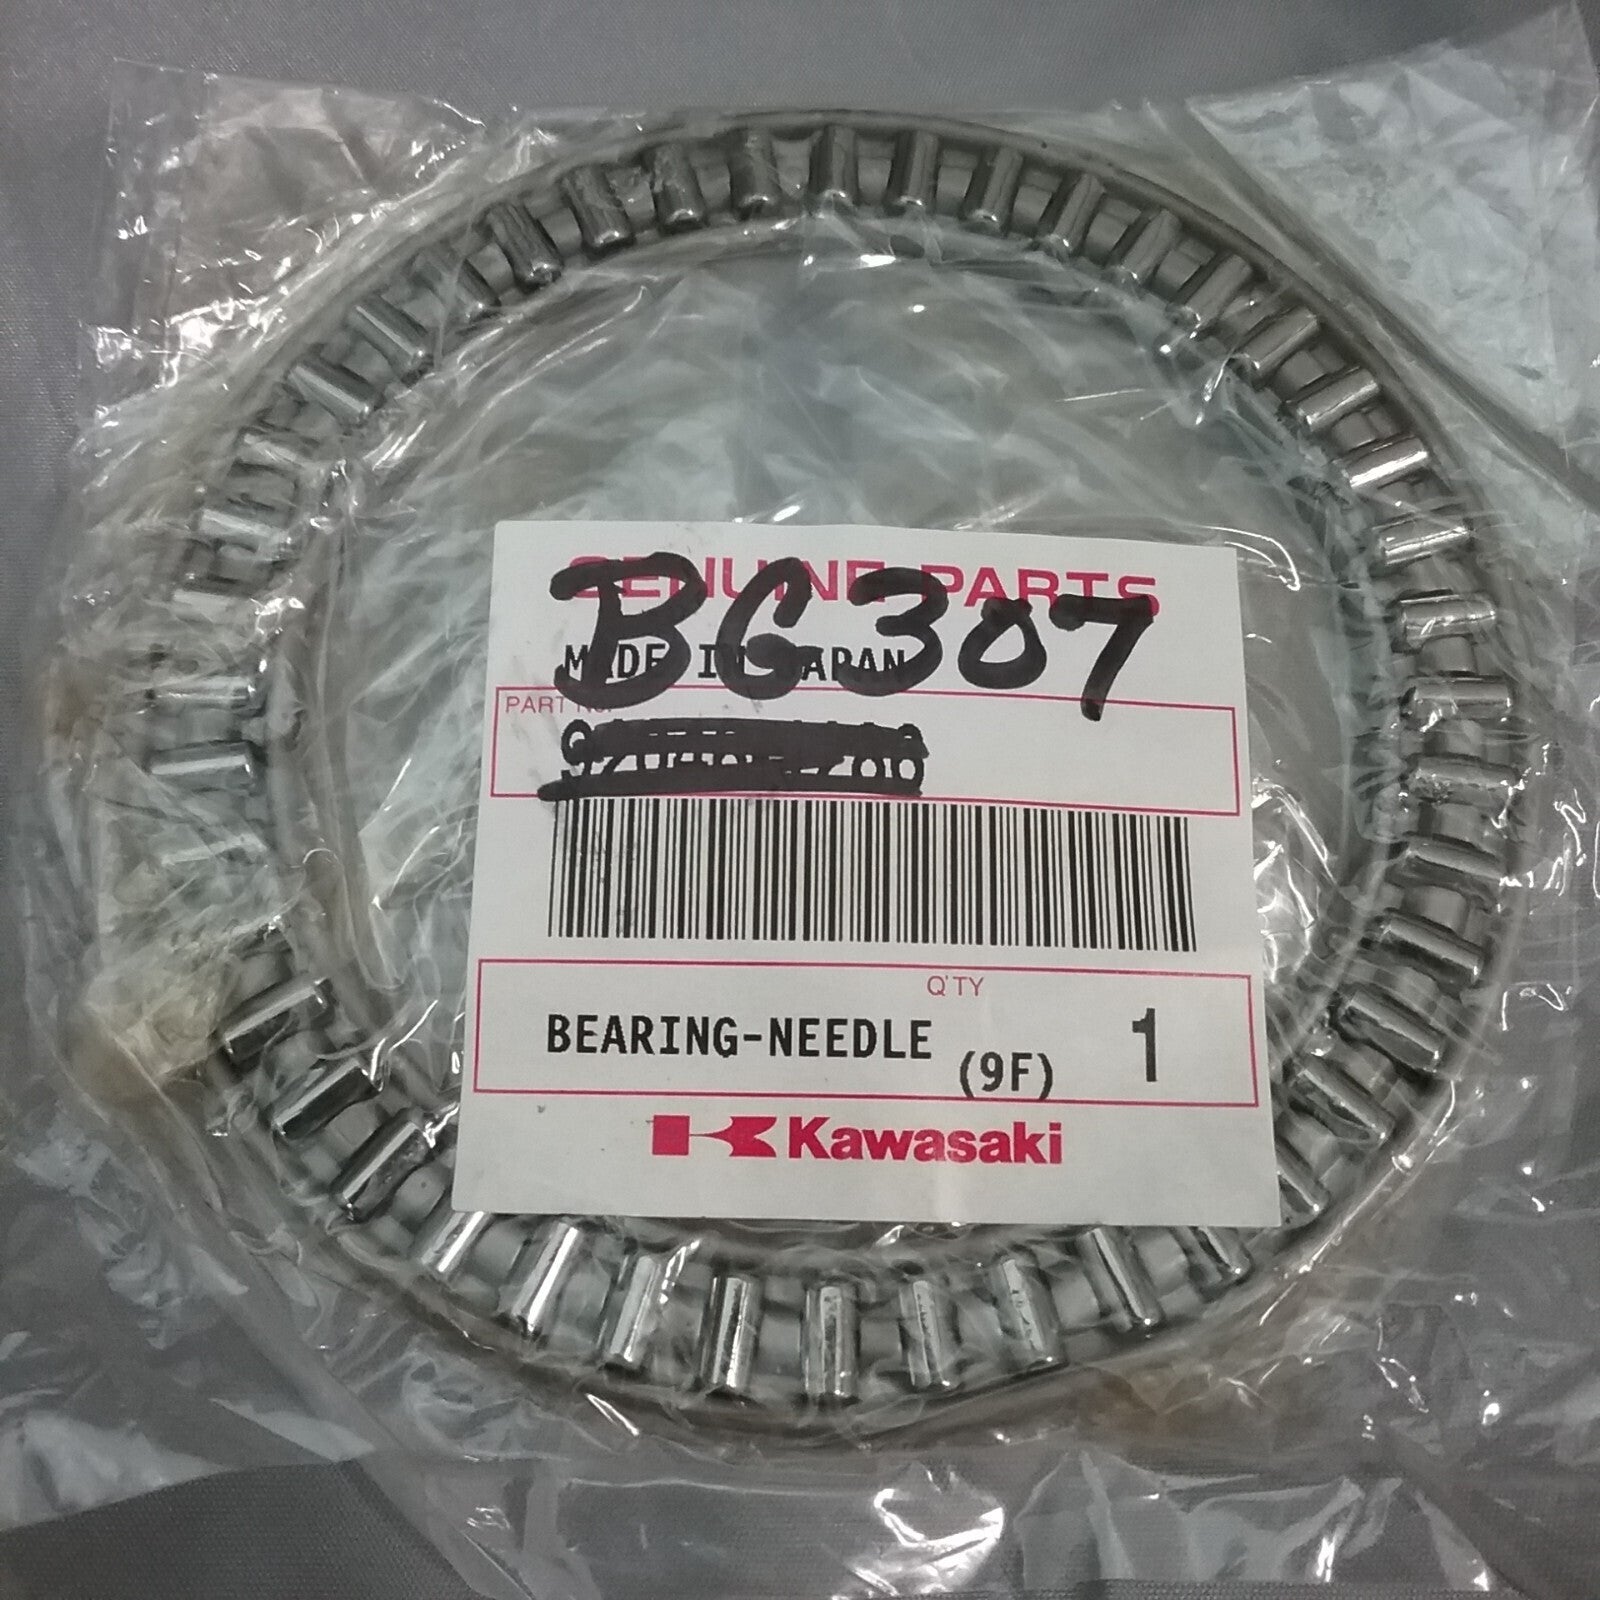 GENUINE PARTS
BG307
MADE IN JAPAN
PART NO.
Q'TY
BEARING-NEEDLE (9F) 1
Kawasaki